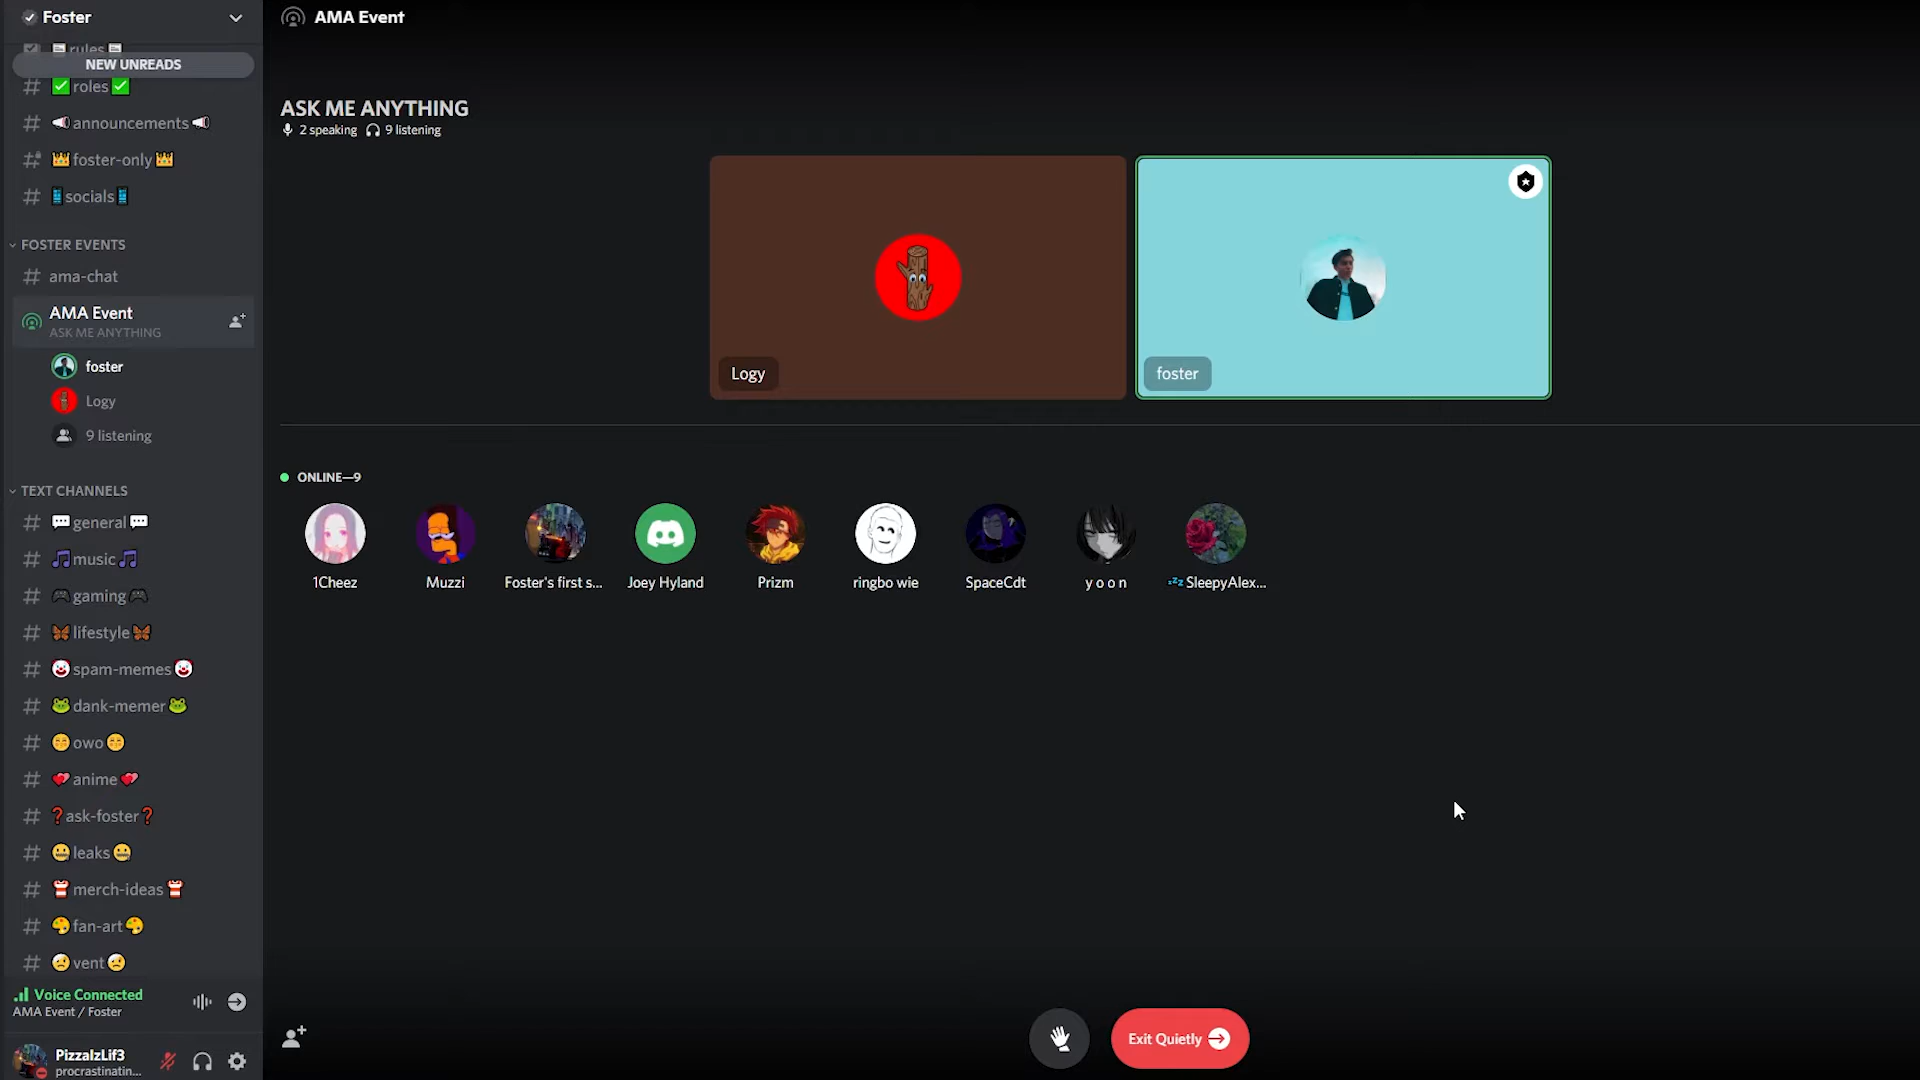 Foster
rules
NEW UNREADS
roles
announcements
foster-only
socials
FOSTER EVENTS
ama-chat
AMA Event
ASK ME ANYTHING
foster
Logy
9 listening
TEXT CHANNELS
general
music
gaming
lifestyle
spam-memes
dank-memer
owo
anime
❓ask-foster❓
leaks
merch-ideas
fan-art
vent
Voice Connected
AMA Event / Foster
PizzaIzLif3
procrastinatin...
AMA Event
ASK ME ANYTHING
2 speaking 9 listening
Logy
foster
ONLINE—9
1Cheez
Muzzi
Foster's first s...
Joey Hyland
Prizm
ringbo wie
SpaceCdt
y o o n
💤 SleepyAlex...
Exit Quietly